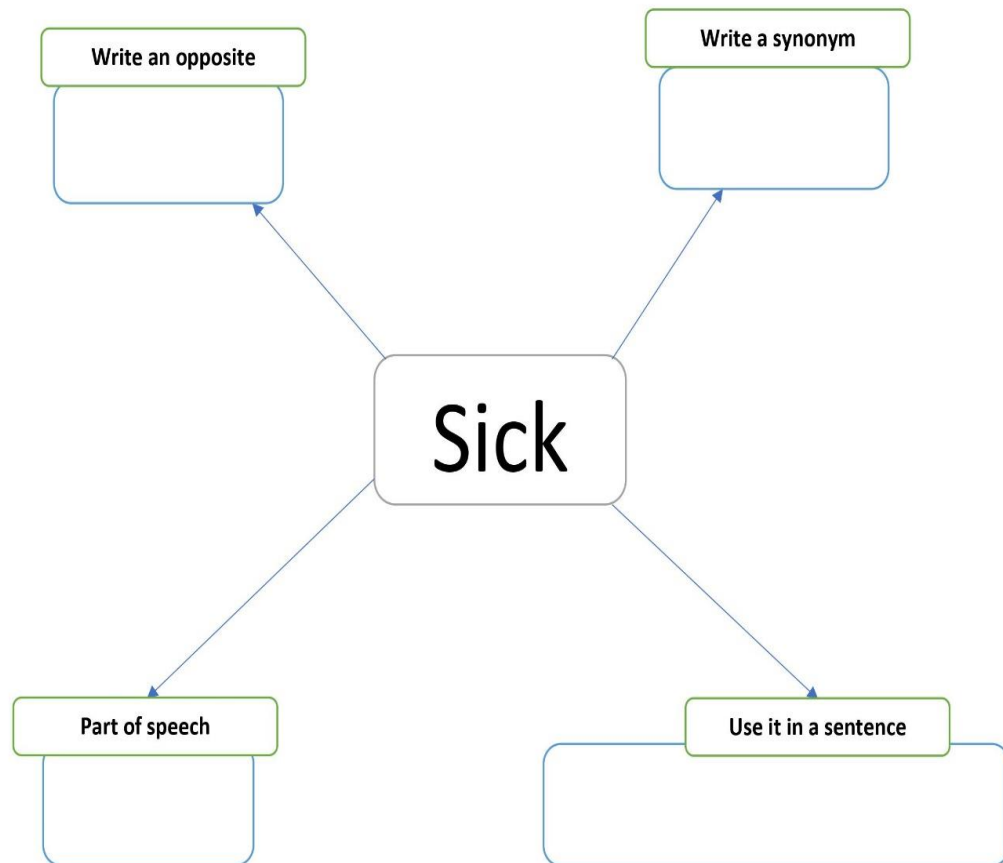 Write an opposite
Write a synonym
Sick
Part of speech
Use it in a sentence